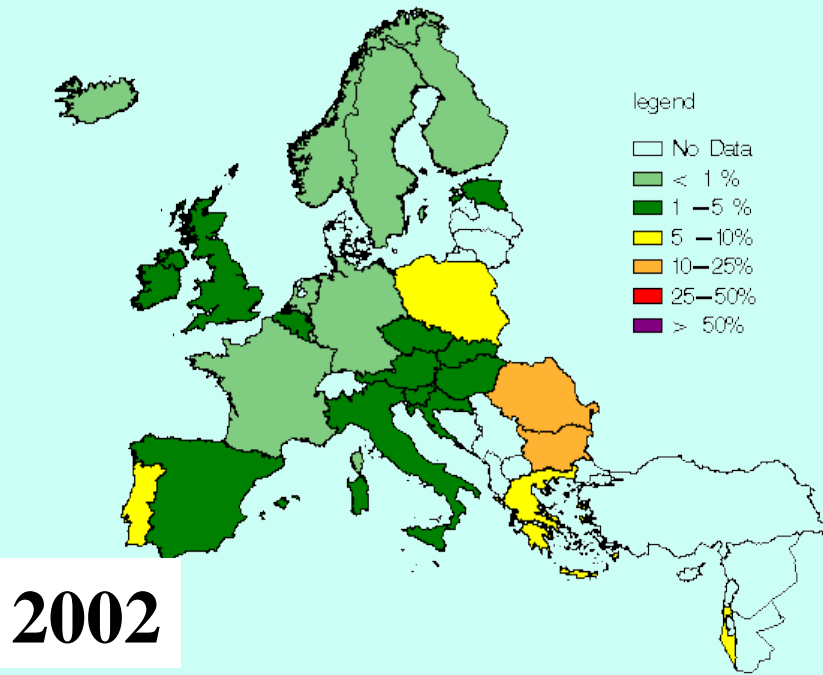 legend
No Data
< 1 %
1 –5 %
5 –10%
10–25%
25–50%
> 50%
2002